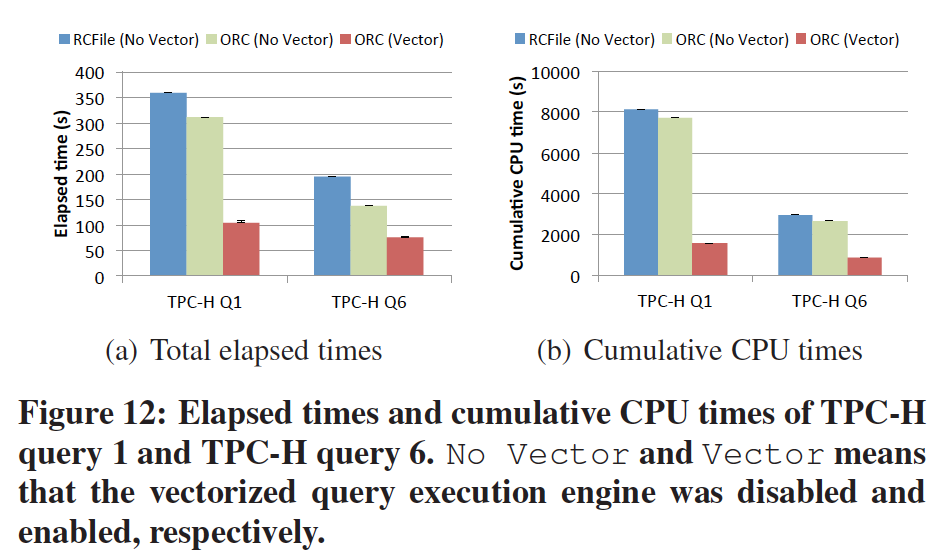 RCFile (No Vector) ORC (No Vector) ORC (Vector)
400
350
300
250
200
150
100
50
0
Elapsed time (s)
TPC-H Q1 TPC-H Q6
(a) Total elapsed times
RCFile (No Vector) ORC (No Vector) ORC (Vector)
10000
8000
6000
4000
2000
0
Cumulative CPU time (s)
TPC-H Q1 TPC-H Q6
(b) Cumulative CPU times
Figure 12: Elapsed times and cumulative CPU times of TPC-H
query 1 and TPC-H query 6. No Vector and Vector means
that the vectorized query execution engine was disabled and
enabled, respectively.